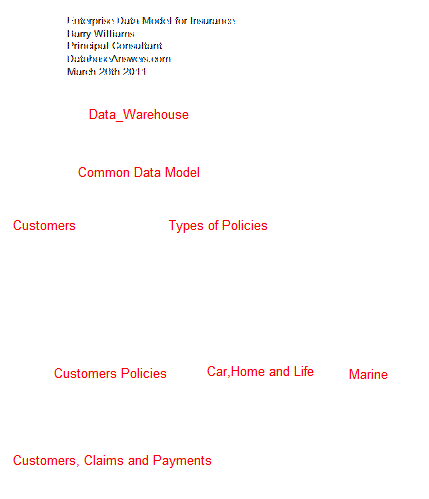 Enterprise Data Model for Insurance
Barry Williams
Principal Consultant
DatabaseAnswers.com
March 20th 2011
Data_Warehouse
Common Data Model
Customers
Types of Policies
Customers Policies
Car,Home and Life
Marine
Customers, Claims and Payments